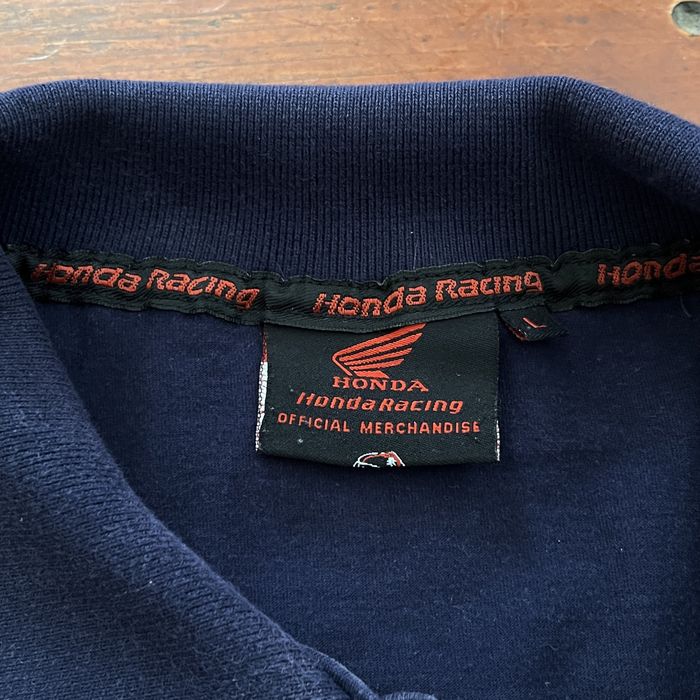 Honda Racing Honda Racing Honda
L
HONDA
Honda Racing
OFFICIAL MERCHANDISE